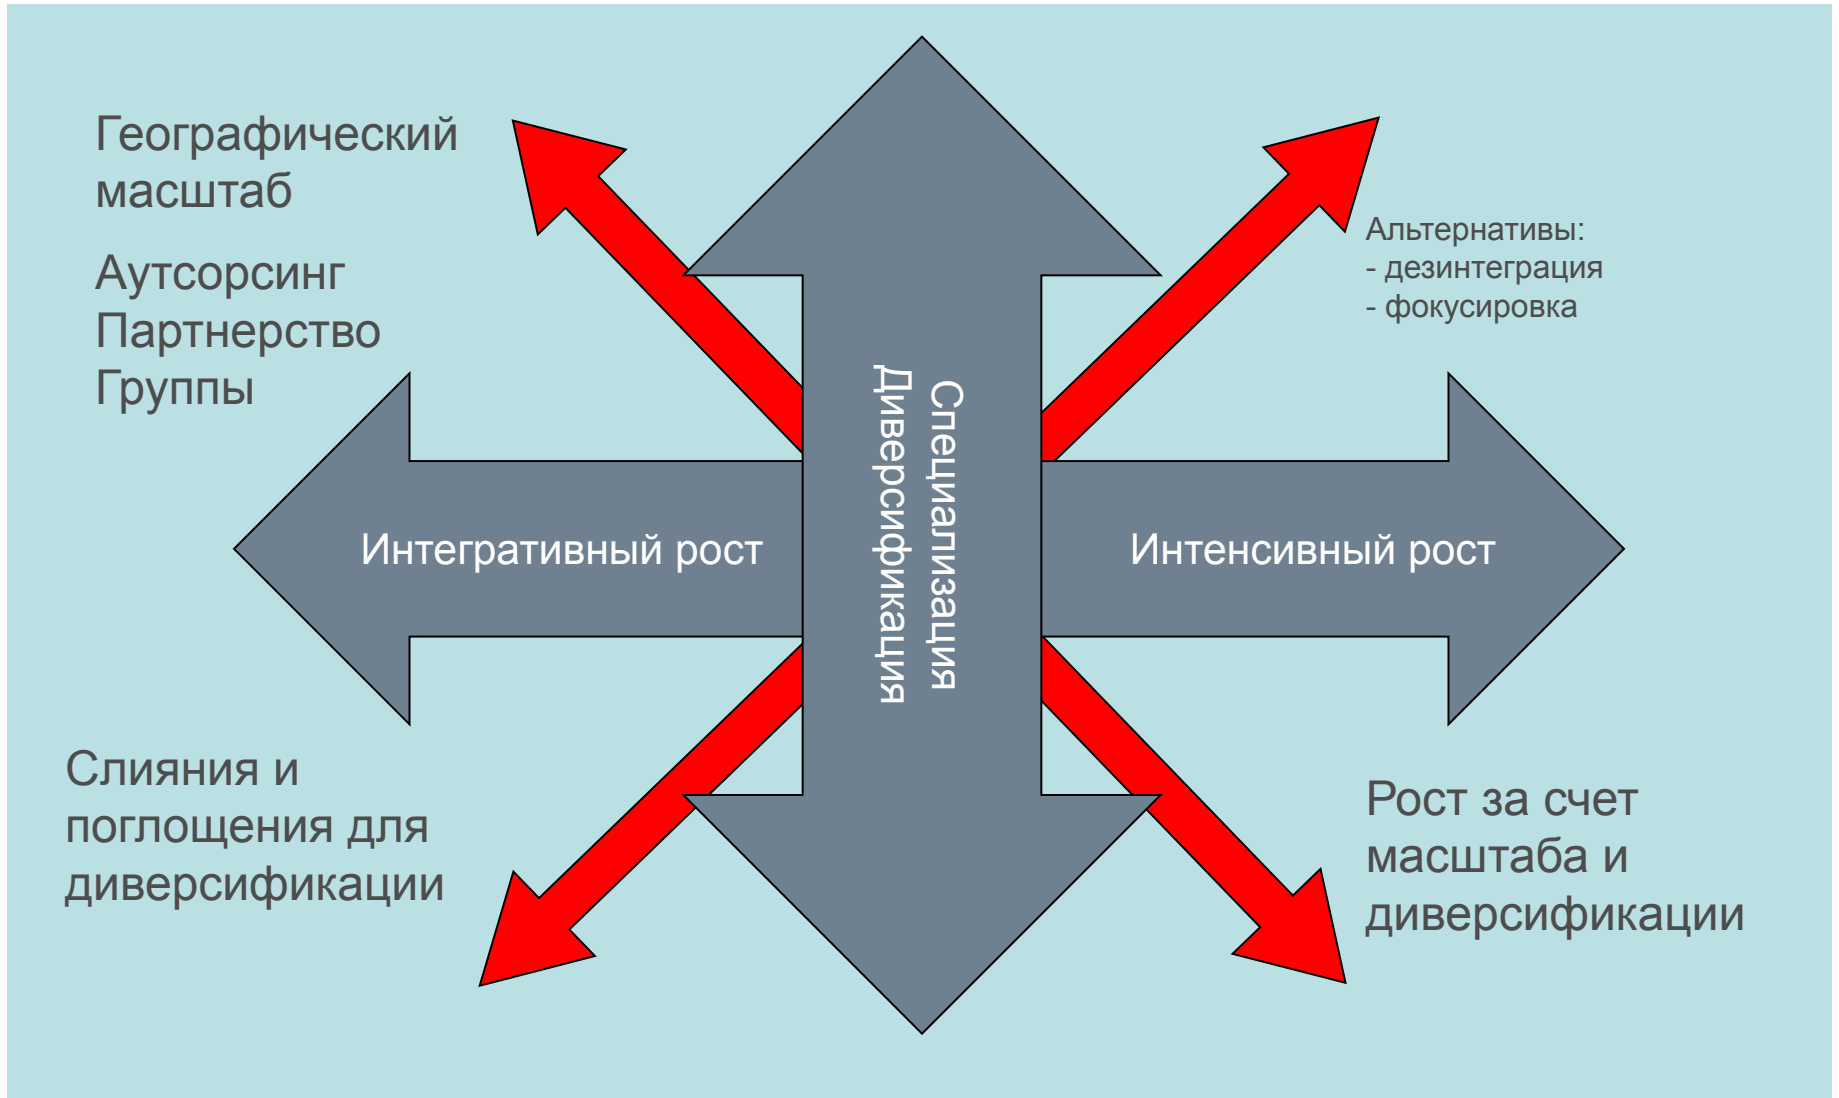 Географический
масштаб
Аутсорсинг
Партнерство
Группы
Альтернативы:
- дезинтеграция
- фокусировка
Специализация
Диверсификация
Интегративный рост
Интенсивный рост
Слияния и
поглощения для
диверсификации
Рост за счет
масштаба и
диверсификации